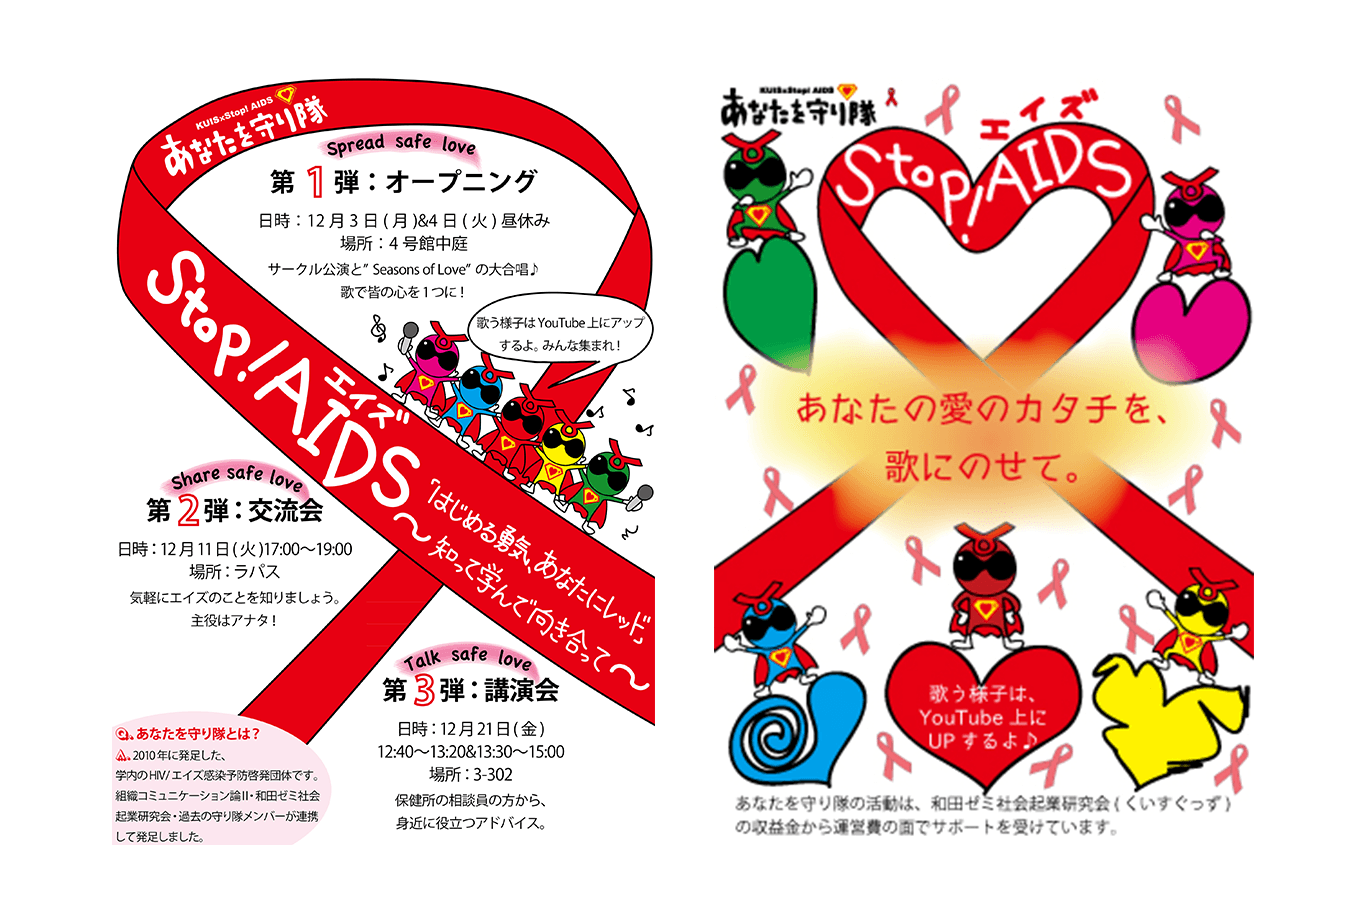 KUIS×Stop! AIDS
あなたを守り隊
Spread safe love
第1弾：オープニング
日時：12月3日(月)&4日(火)昼休み
場所：4号館中庭
サークル公演と”Seasons of Love”の大合唱♪
歌で皆の心を1つに！
歌う様子はYouTube上にアップ
するよ。みんな集まれ！
エイズ
Stop!AIDS
～「はじめる勇気、あなたにレッド」
知って学んで向き合って～
Share safe love
第2弾：交流会
日時：12月11日(火)17:00～19:00
場所：ラパス
気軽にエイズのことを知りましょう。
主役はアナタ！
Talk safe love
第3弾：講演会
日時：12月21日(金)
12:40～13:20&13:30～15:00
場所：3-302
保健所の相談員の方から、
身近に役立つアドバイス。
Q.あなたを守り隊とは？
A.2010年に発足した、
学内のHIV/エイズ感染予防啓発団体です。
組織コミュニケーション論II・和田ゼミ社会
起業研究会・過去の守り隊メンバーが連携
して発足しました。
KUIS×Stop! AIDS
あなたを守り隊
エイズ
Stop!AIDS
あなたの愛のカタチを、
歌にのせて。
歌う様子は、
YouTube上に
UPするよ♪
あなたを守り隊の活動は、和田ゼミ社会起業研究会(くいすぐっず)
の収益金から運営費の面でサポートを受けています。